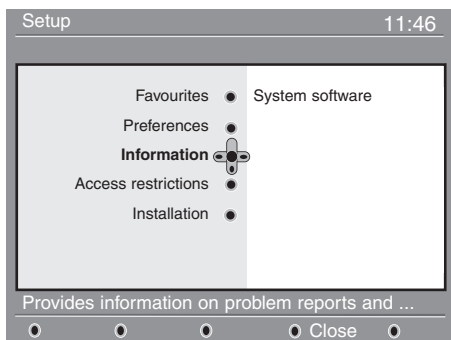 Setup 11:46
Favourites System software
Preferences
Information
Access restrictions
Installation
Provides information on problem reports and ...
Close